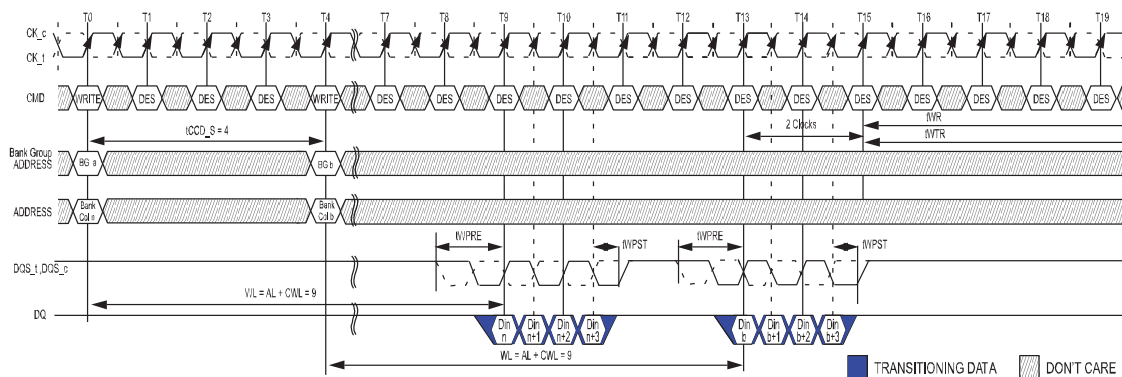 T0 T1 T2 T3 T4 T7 T8 T9 T10 T11 T12 T13 T14 T15 T16 T17 T18 T19
CK_c
CK_t
CMD WRITE DES DES DES WRITE DES DES DES DES DES DES DES DES DES DES DES DES DES
tCCD_S = 4
2 Clocks
tWR
tWTR
Bank Group
ADDRESS
BG a
BG b
ADDRESS
Bank
Col n
Bank
Col b
tWPRE
tWPST
tWPRE
tWPST
DQS_t ,DQS_c
WL = AL + CWL = 9
DQ
Din
n
Din
n+1
Din
n+2
Din
n+3
Din
b
Din
b+1
Din
b+2
Din
b+3
WL = AL + CWL = 9
TRANSITIONING DATA
DON'T CARE